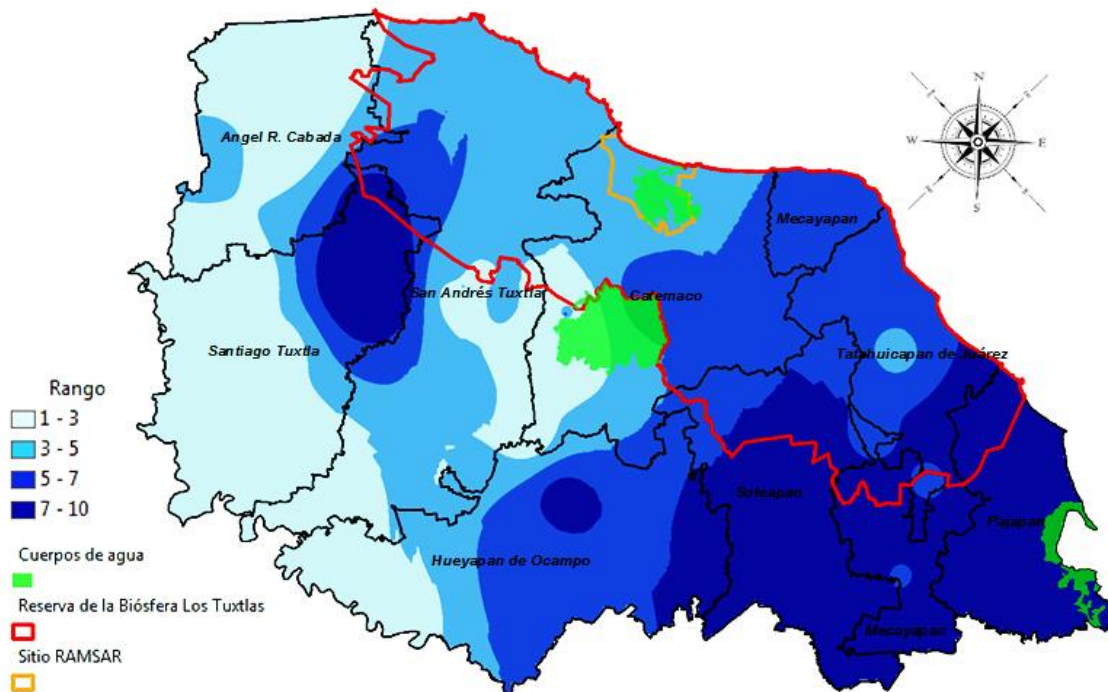 N
W
E
S
Angel R. Cabada
Mecayapan
San Andrés Tuxtla
Catemaco
Santiago Tuxtla
Tatahuicapan de Juárez
Rango
1 - 3
3 - 5
5 - 7
7 - 10
Soteapan
Pajapan
Cuerpos de agua
Hueyapan de Ocampo
Reserva de la Biósfera Los Tuxtlas
Mecayapan
Sitio RAMSAR